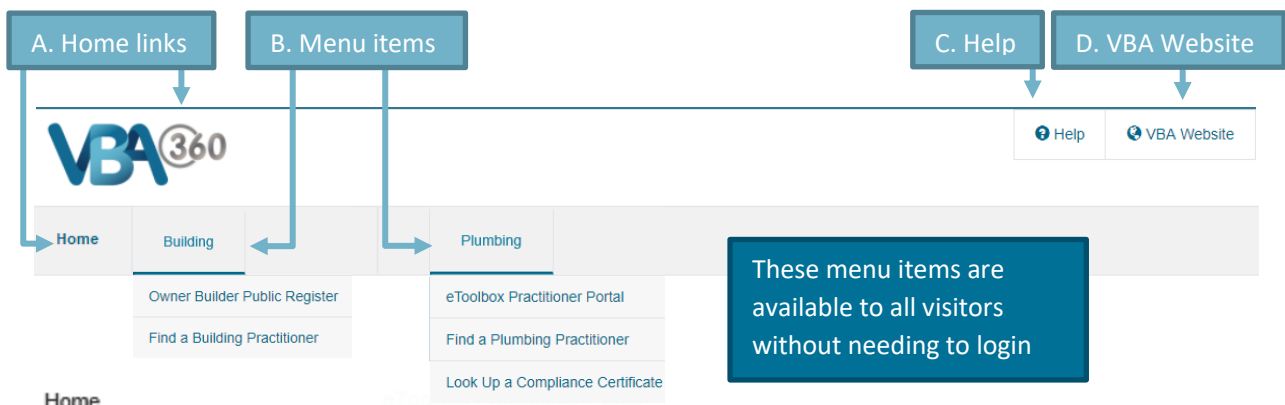 A. Home links
B. Menu items
C. Help
D. VBA Website
VBA 360
Help
VBA Website
Home
Building
Plumbing
Owner Builder Public Register
Find a Building Practitioner
eToolbox Practitioner Portal
Find a Plumbing Practitioner
Look Up a Compliance Certificate
These menu items are
available to all visitors
without needing to login
Home